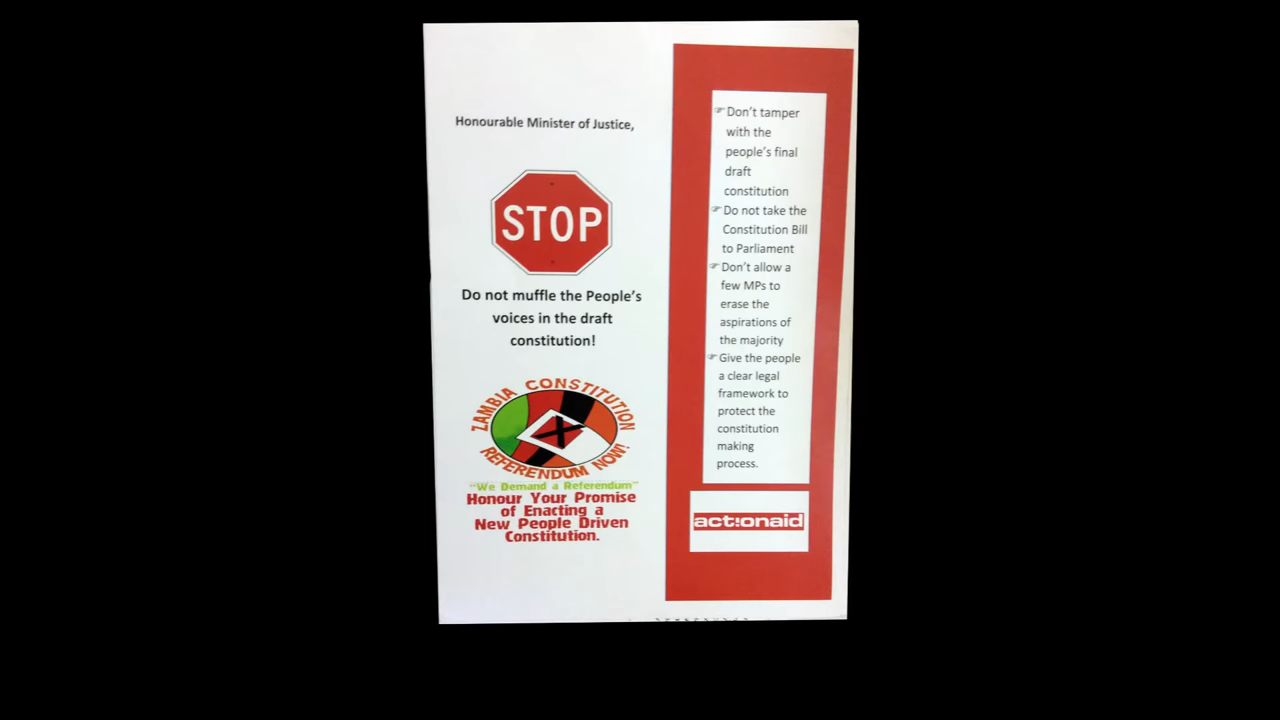 Honourable Minister of Justice,
STOP
Do not muffle the People's
voices in the draft
constitution!
ZAMBIA CONSTITUTION
REFERENDUM NOW!
"We Demand a Referendum"
Honour Your Promise
of Enacting a
New People Driven
Constitution.
☞Don't tamper
with the
people's final
draft
constitution
☞Do not take the
Constitution Bill
to Parliament
☞Don't allow a
few MPs to
erase the
aspirations of
the majority
☞Give the people
a clear legal
framework to
protect the
constitution
making
process.
act!onaid